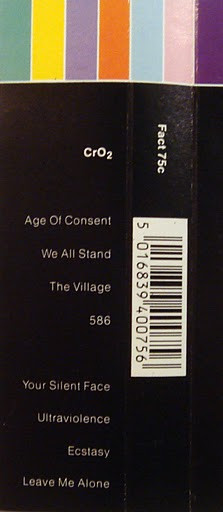 CrO2
Fact 75c
Age Of Consent
We All Stand
The Village
586
5 016839 400756
Your Silent Face
Ultraviolence
Ecstasy
Leave Me Alone